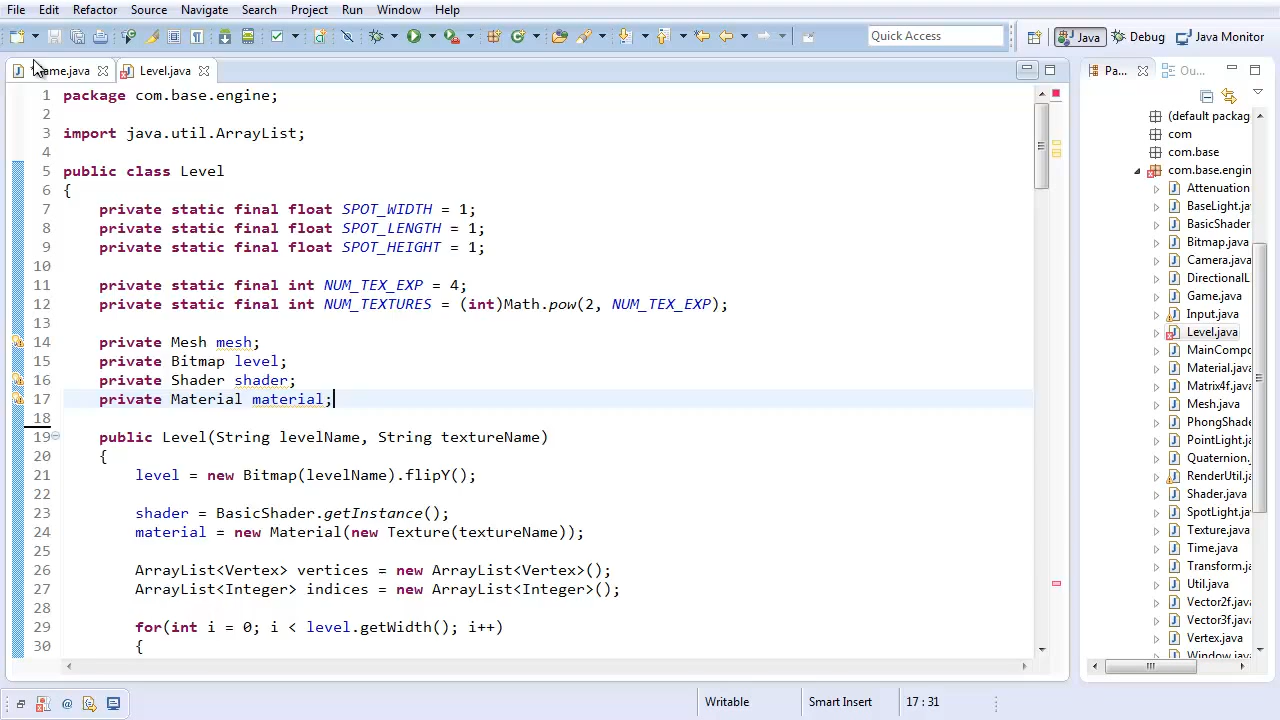 File Edit Refactor Source Navigate Search Project Run Window Help
Quick Access
Java
Debug
Java Monitor
ame.java
Level.java
Pa...
Ou...
1 package com.base.engine;
2
3 import java.util.ArrayList;
4
5 public class Level
6 {
7 private static final float SPOT_WIDTH = 1;
8 private static final float SPOT_LENGTH = 1;
9 private static final float SPOT_HEIGHT = 1;
10
11 private static final int NUM_TEX_EXP = 4;
12 private static final int NUM_TEXTURES = (int)Math.pow(2, NUM_TEX_EXP);
13
14 private Mesh mesh;
15 private Bitmap level;
16 private Shader shader;
17 private Material material;
18
19 public Level(String levelName, String textureName)
20 {
21 level = new Bitmap(levelName).flipY();
22
23 shader = BasicShader.getInstance();
24 material = new Material(new Texture(textureName));
25
26 ArrayList<Vertex> vertices = new ArrayList<Vertex>();
27 ArrayList<Integer> indices = new ArrayList<Integer>();
28
29 for(int i = 0; i < level.getWidth(); i++)
30 {
(default packag
com
com.base
com.base.engin
Attenuation
BaseLight.ja
BasicShader
Bitmap.java
Camera.java
DirectionalL
Game.java
Input.java
Level.java
MainCompo
Material.java
Matrix4f.java
Mesh.java
PhongShade
PointLight.ja
Quaternion.
RenderUtil.ja
Shader.java
SpotLight.ja
Texture.java
Time.java
Transform.ja
Util.java
Vector2f.java
Vector3f.java
Vertex.java
Window.java
Writable
Smart Insert
17 : 31